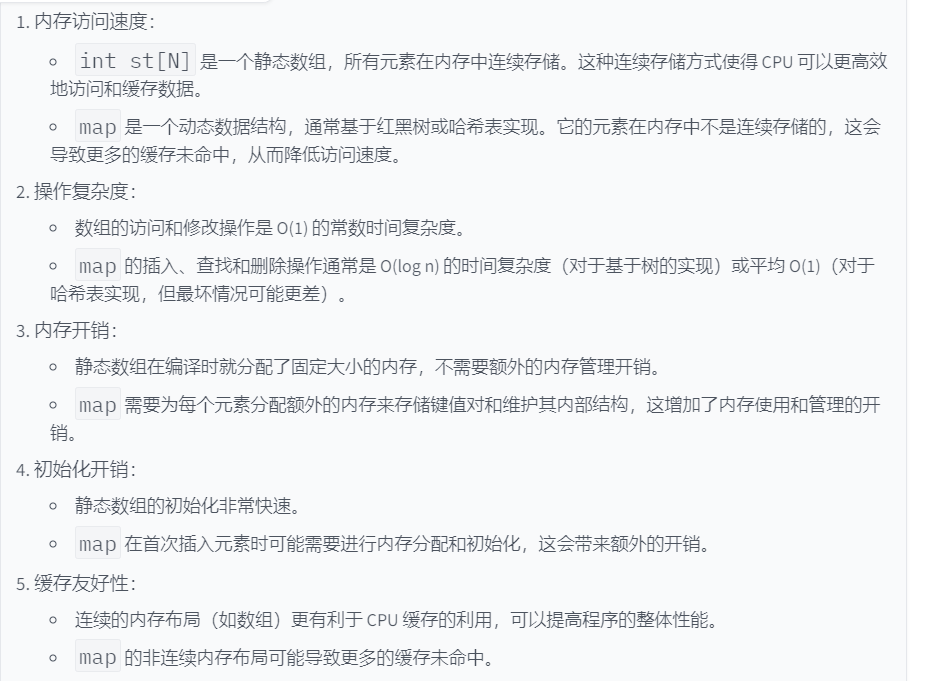 1. 内存访问速度：
int st[N] 是一个静态数组，所有元素在内存中连续存储。这种连续存储方式使得 CPU 可以更高效
地访问和缓存数据。
map 是一个动态数据结构，通常基于红黑树或哈希表实现。它的元素在内存中不是连续存储的，这会
导致更多的缓存未命中，从而降低访问速度。
2. 操作复杂度：
数组的访问和修改操作是 O(1) 的常数时间复杂度。
map 的插入、查找和删除操作通常是 O(log n) 的时间复杂度（对于基于树的实现）或平均 O(1)（对于
哈希表实现，但最坏情况可能更差）。
3. 内存开销：
静态数组在编译时就分配了固定大小的内存，不需要额外的内存管理开销。
map 需要为每个元素分配额外的内存来存储键值对和维护其内部结构，这增加了内存使用和管理的开
销。
4. 初始化开销：
静态数组的初始化非常快速。
map 在首次插入元素时可能需要进行内存分配和初始化，这会带来额外的开销。
5. 缓存友好性：
连续的内存布局（如数组）更有利于 CPU 缓存的利用，可以提高程序的整体性能。
map 的非连续内存布局可能导致更多的缓存未命中。